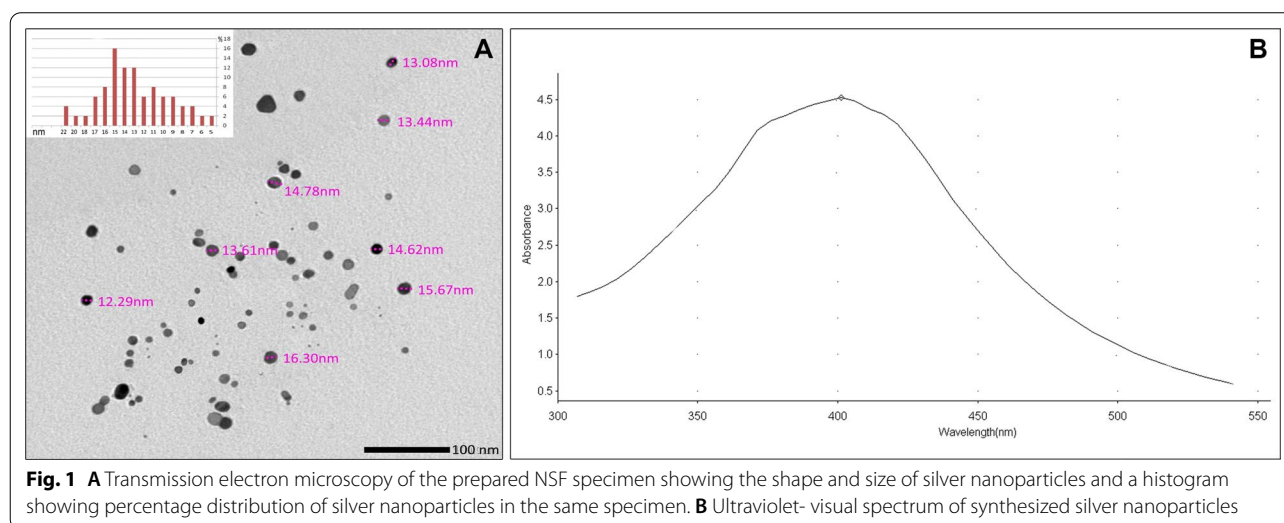 A
%
18
16
14
12
10
8
6
4
2
0
nm 22 20 18 17 16 15 14 13 12 11 10 9 8 7 6 5
13.08nm
13.44nm
14.78nm
13.61nm
14.62nm
15.67nm
12.29nm
16.30nm
100 nm
B
Absorbance
4.5
4.0
3.5
3.0
2.5
2.0
1.5
1.0
0.5
300 350 400 450 500 550
Wavelength(nm)
Fig. 1 A Transmission electron microscopy of the prepared NSF specimen showing the shape and size of silver nanoparticles and a histogram
showing percentage distribution of silver nanoparticles in the same specimen. B Ultraviolet- visual spectrum of synthesized silver nanoparticles